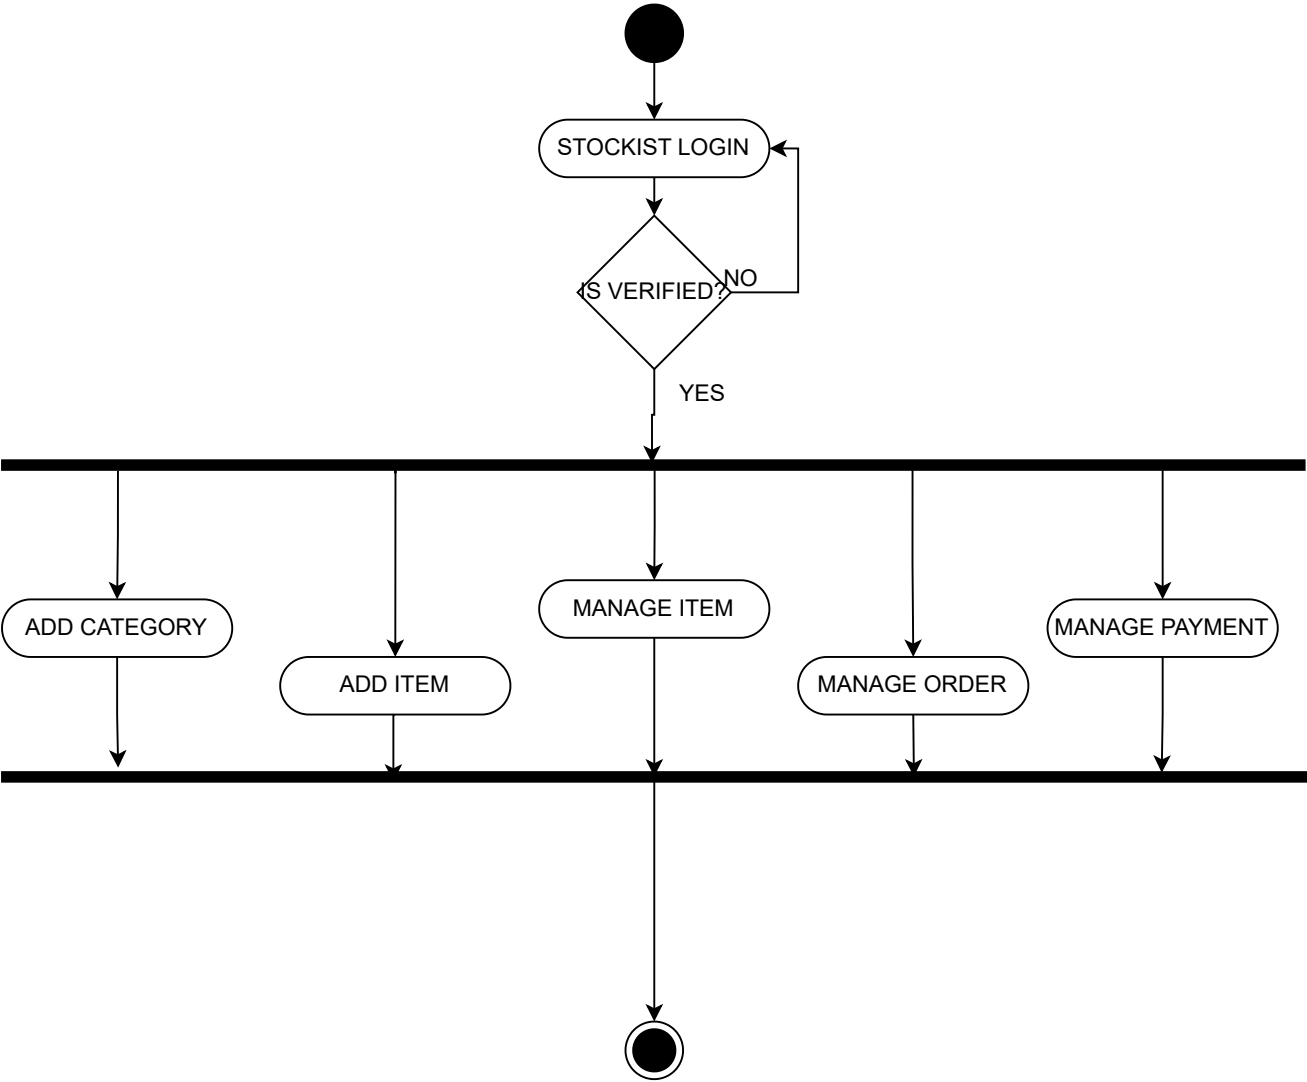 STOCKIST LOGIN
NO
IS VERIFIED?
YES
MANAGE ITEM
ADD CATEGORY
MANAGE PAYMENT
ADD ITEM
MANAGE ORDER